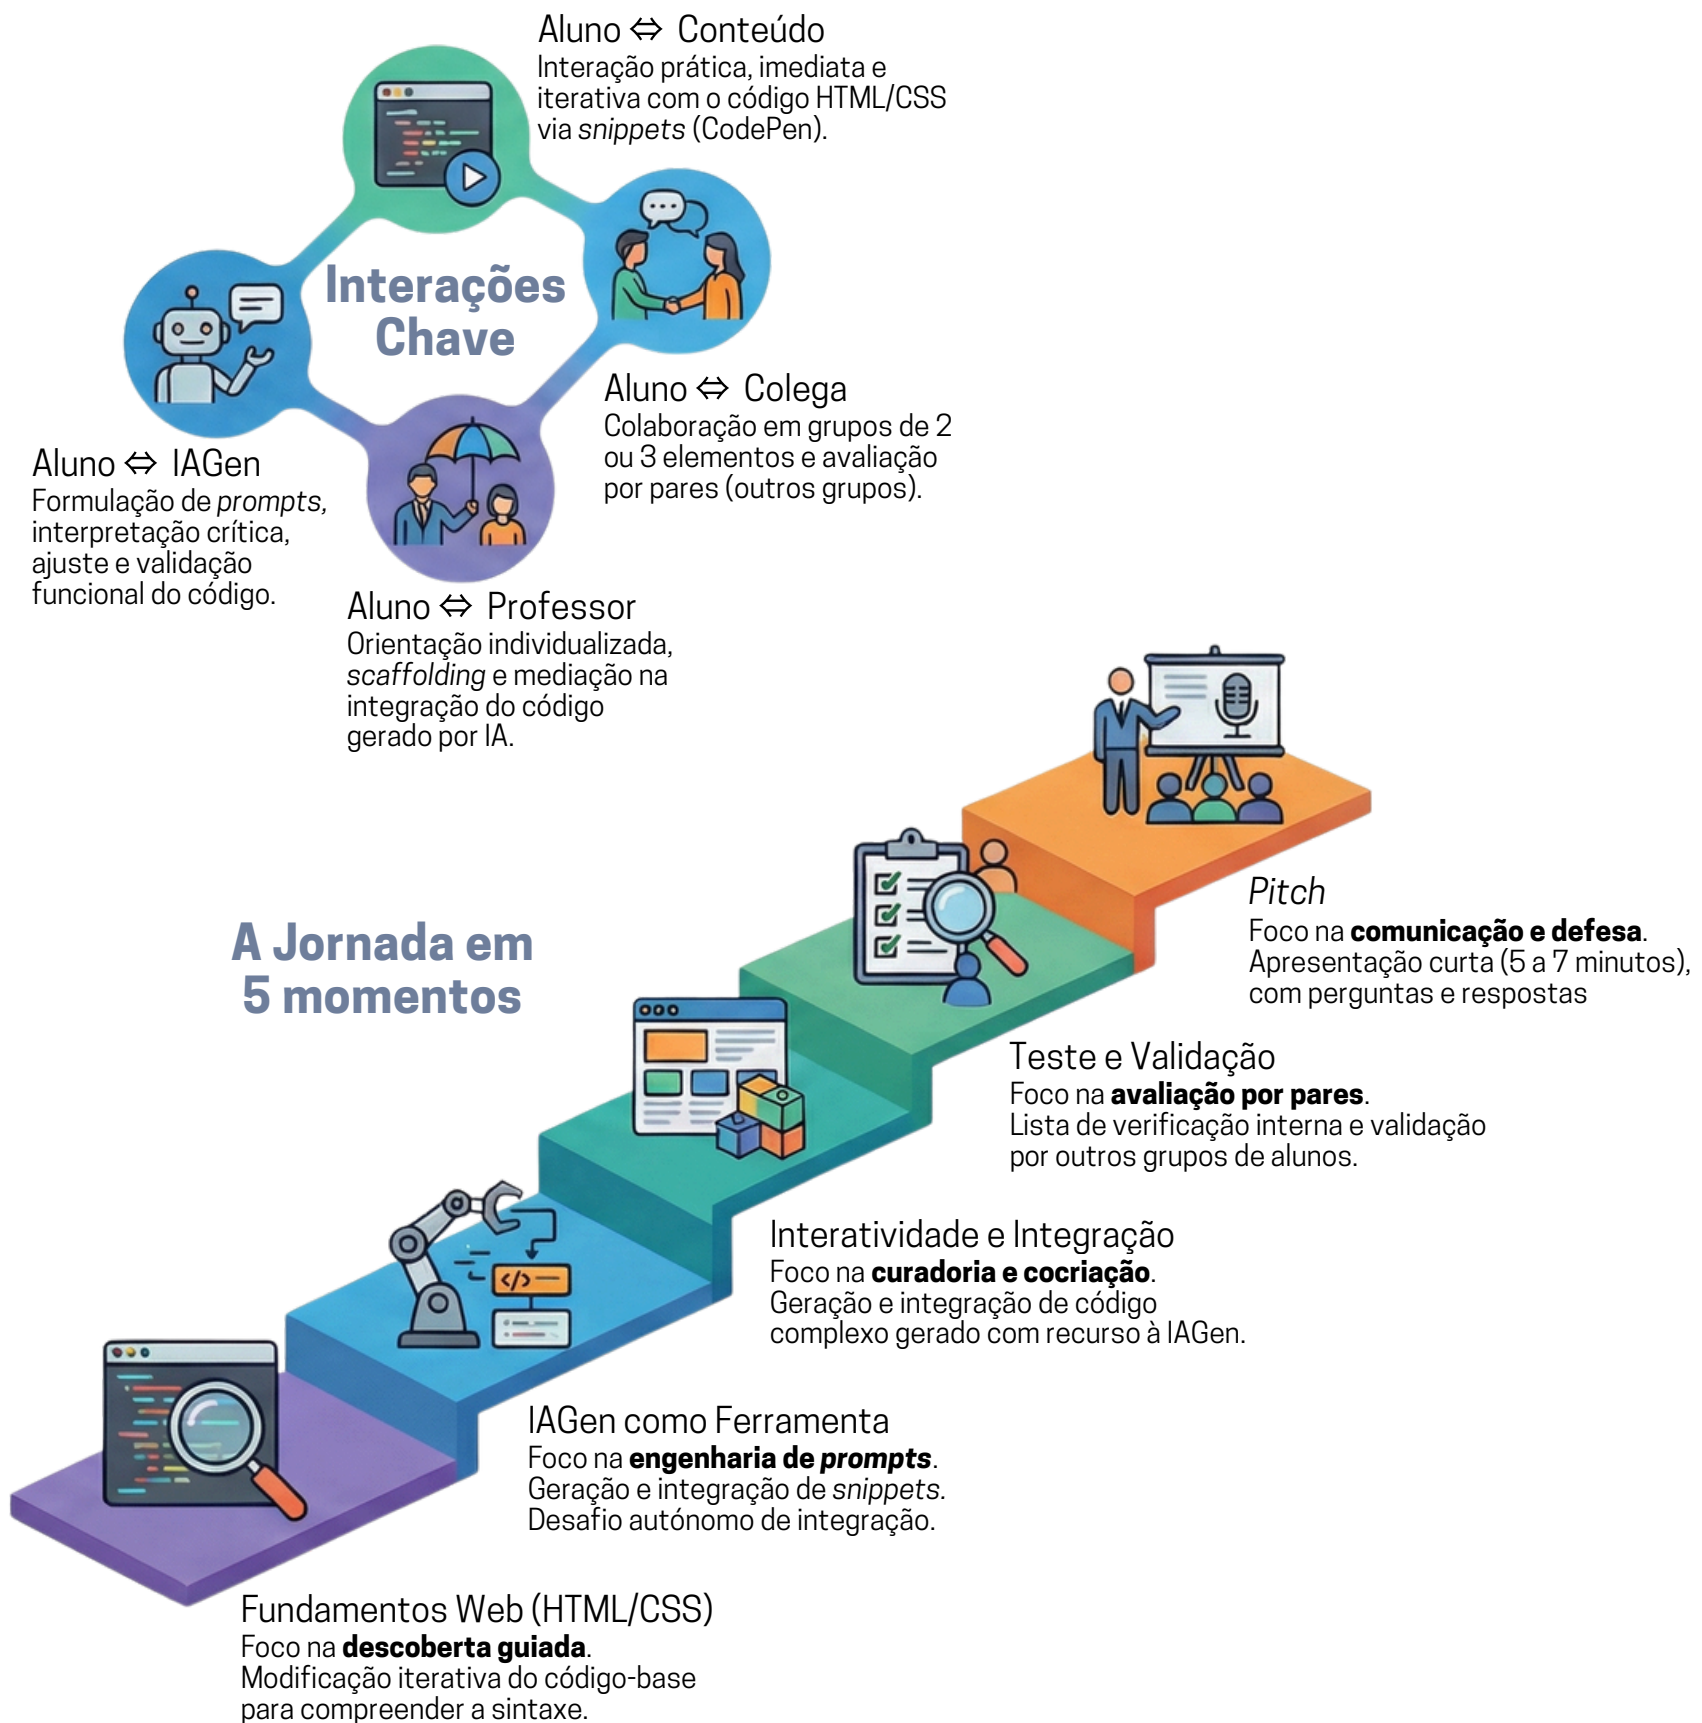 Aluno ⇔ Conteúdo
Interação prática, imediata e
iterativa com o código HTML/CSS
via snippets (CodePen).
Interações
Chave
Aluno ⇔ Colega
Colaboração em grupos de 2
ou 3 elementos e avaliação
por pares (outros grupos).
Aluno ⇔ IAGen
Formulação de prompts,
interpretação crítica,
ajuste e validação
funcional do código.
Aluno ⇔ Professor
Orientação individualizada,
scaffolding e mediação na
integração do código
gerado por IA.
A Jornada em
5 momentos
Pitch
Foco na comunicação e defesa.
Apresentação curta (5 a 7 minutos),
com perguntas e respostas
Teste e Validação
Foco na avaliação por pares.
Lista de verificação interna e validação
por outros grupos de alunos.
Interatividade e Integração
Foco na curadoria e cocriação.
Geração e integração de código
complexo gerado com recurso à IAGen.
</>
IAGen como Ferramenta
Foco na engenharia de prompts.
Geração e integração de snippets.
Desafio autónomo de integração.
Fundamentos Web (HTML/CSS)
Foco na descoberta guiada.
Modificação iterativa do código-base
para compreender a sintaxe.